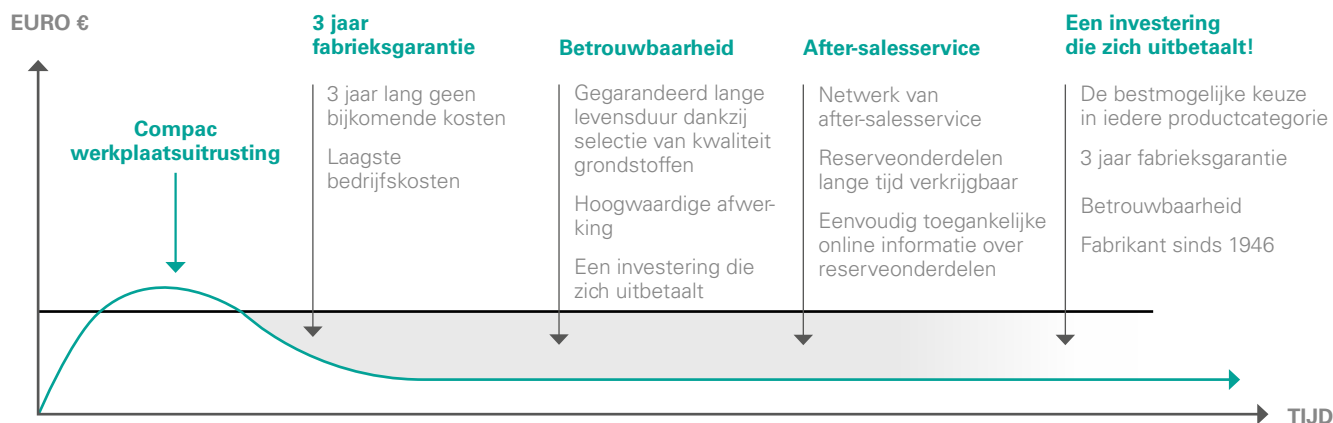 EURO €
Compac
werkplaatsuitrusting
3 jaar
fabrieksgarantie
3 jaar lang geen
bijkomende kosten
Laagste
bedrijfskosten
Betrouwbaarheid
Gegarandeerd lange
levensduur dankzij
selectie van kwaliteit
grondstoffen
Hoogwaardige afwer-
king
Een investering die
zich uitbetaalt
After-salesservice
Netwerk van
after-salesservice
Reserveonderdelen
lange tijd verkrijgbaar
Eenvoudig toegankelijke
online informatie over
reserveonderdelen
Een investering
die zich uitbetaalt!
De bestmogelijke keuze
in iedere productcategorie
3 jaar fabrieksgarantie
Betrouwbaarheid
Fabrikant sinds 1946
TIJD